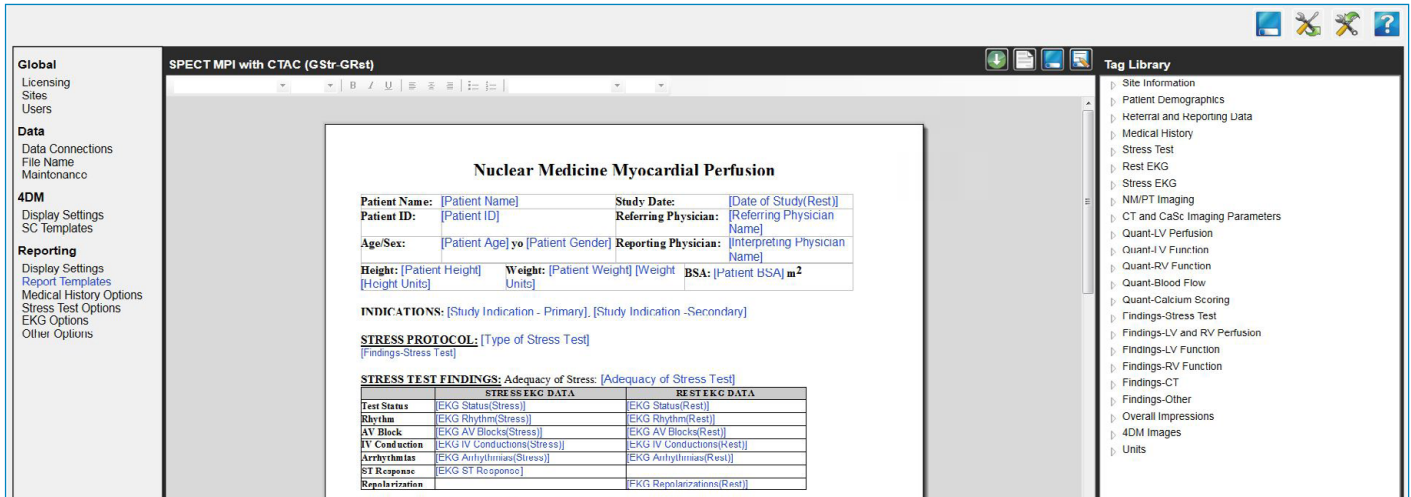 Global
Licensing
Sites
Users
Data
Data Connections
File Name
Maintenance
4DM
Display Settings
SC Templates
Reporting
Display Settings
Report Templates
Medical History Options
Stress Test Options
EKG Options
Other Options
SPECT MPI with CTAC (GStr-GRst)
B I U
Nuclear Medicine Myocardial Perfusion
Patient Name: [Patient Name] Study Date: [Date of Study(Rest)]
Patient ID: [Patient ID] Referring Physician: [Referring Physician
Name]
Age/Sex: [Patient Age] yo [Patient Gender] Reporting Physician: [Interpreting Physician
Name]
Height: [Patient Height] Weight: [Patient Weight] [Weight BSA: [Patient BSA] m²
[Height Units] Units]
INDICATIONS: [Study Indication - Primary], [Study Indication -Secondary]
STRESS PROTOCOL: [Type of Stress Test]
[Findings-Stress Test]
STRESS TEST FINDINGS: Adequacy of Stress: [Adequacy of Stress Test]
STRESS EKG DATA REST EKG DATA
Test Status [EKG Status(Stress)] [EKG Status(Rest)]
Rhythm [EKG Rhythm(Stress)] [EKG Rhythm(Rest)]
AV Block [EKG AV Blocks(Stress)] [EKG AV Blocks(Rest)]
IV Conduction [EKG IV Conductions(Stress)] [EKG IV Conductions(Rest)]
Arrhythmias [EKG Arrhythmias(Stress)] [EKG Arrhythmias(Rest)]
ST Response [EKG ST Response]
Repolarization [EKG Repolarizations(Rest)]
Tag Library
Site Information
Patient Demographics
Referral and Reporting Data
Medical History
Stress Test
Rest EKG
Stress EKG
NM/PT Imaging
CT and CaSc Imaging Parameters
Quant-LV Perfusion
Quant-LV Function
Quant-RV Function
Quant-Blood Flow
Quant-Calcium Scoring
Findings-Stress Test
Findings-LV and RV Perfusion
Findings-LV Function
Findings-RV Function
Findings-CT
Findings-Other
Overall Impressions
4DM Images
Units